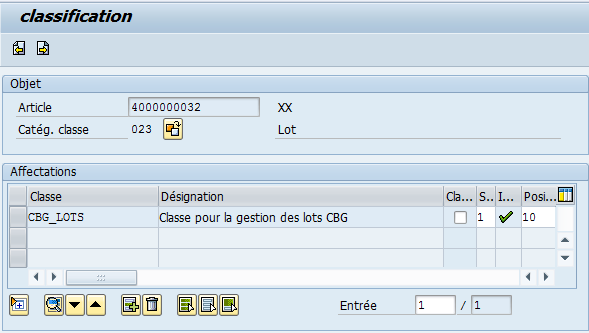 classification
Objet
Article 4000000032 XX
Catég. classe 023 Lot
Affectations
Classe Désignation Cla... S.. I... Posi...
CBG_LOTS Classe pour la gestion des lots CBG 1 10
Entrée 1 / 1